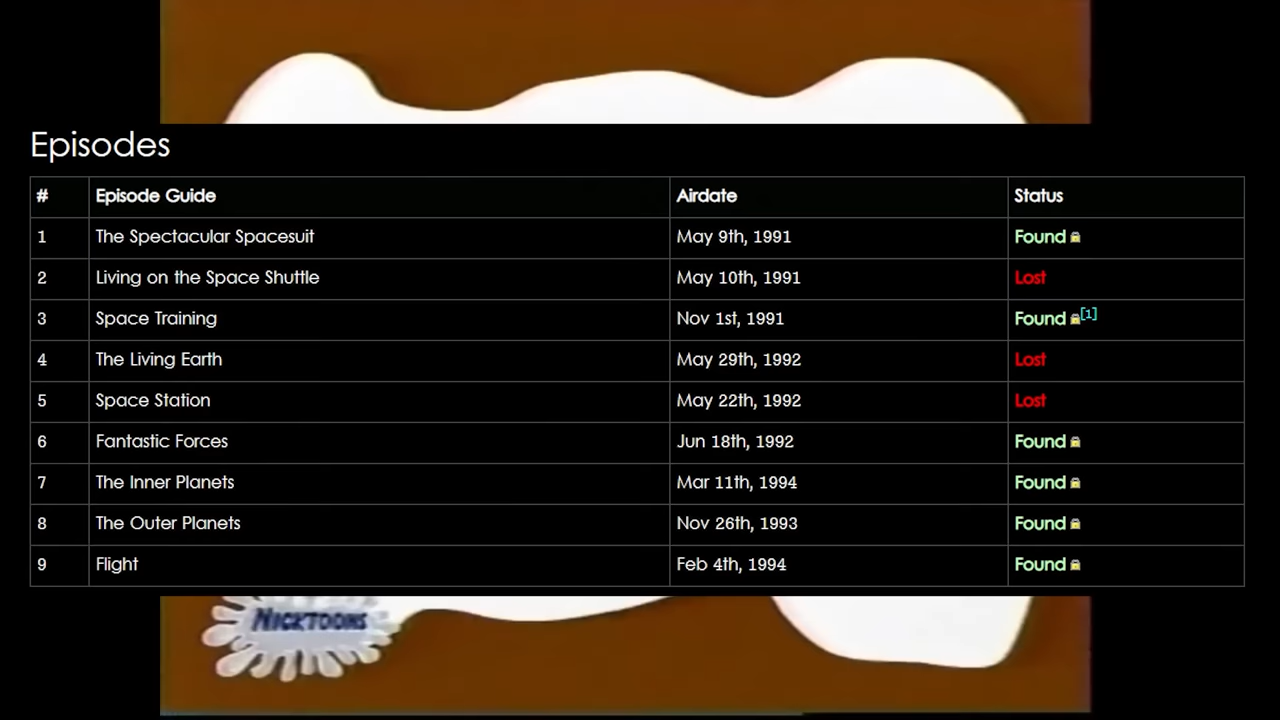 Episodes
# Episode Guide Airdate Status
1 The Spectacular Spacesuit May 9th, 1991 Found
2 Living on the Space Shuttle May 10th, 1991 Lost
3 Space Training Nov 1st, 1991 Found [1]
4 The Living Earth May 29th, 1992 Lost
5 Space Station May 22th, 1992 Lost
6 Fantastic Forces Jun 18th, 1992 Found
7 The Inner Planets Mar 11th, 1994 Found
8 The Outer Planets Nov 26th, 1993 Found
9 Flight Feb 4th, 1994 Found
NICKTOONS